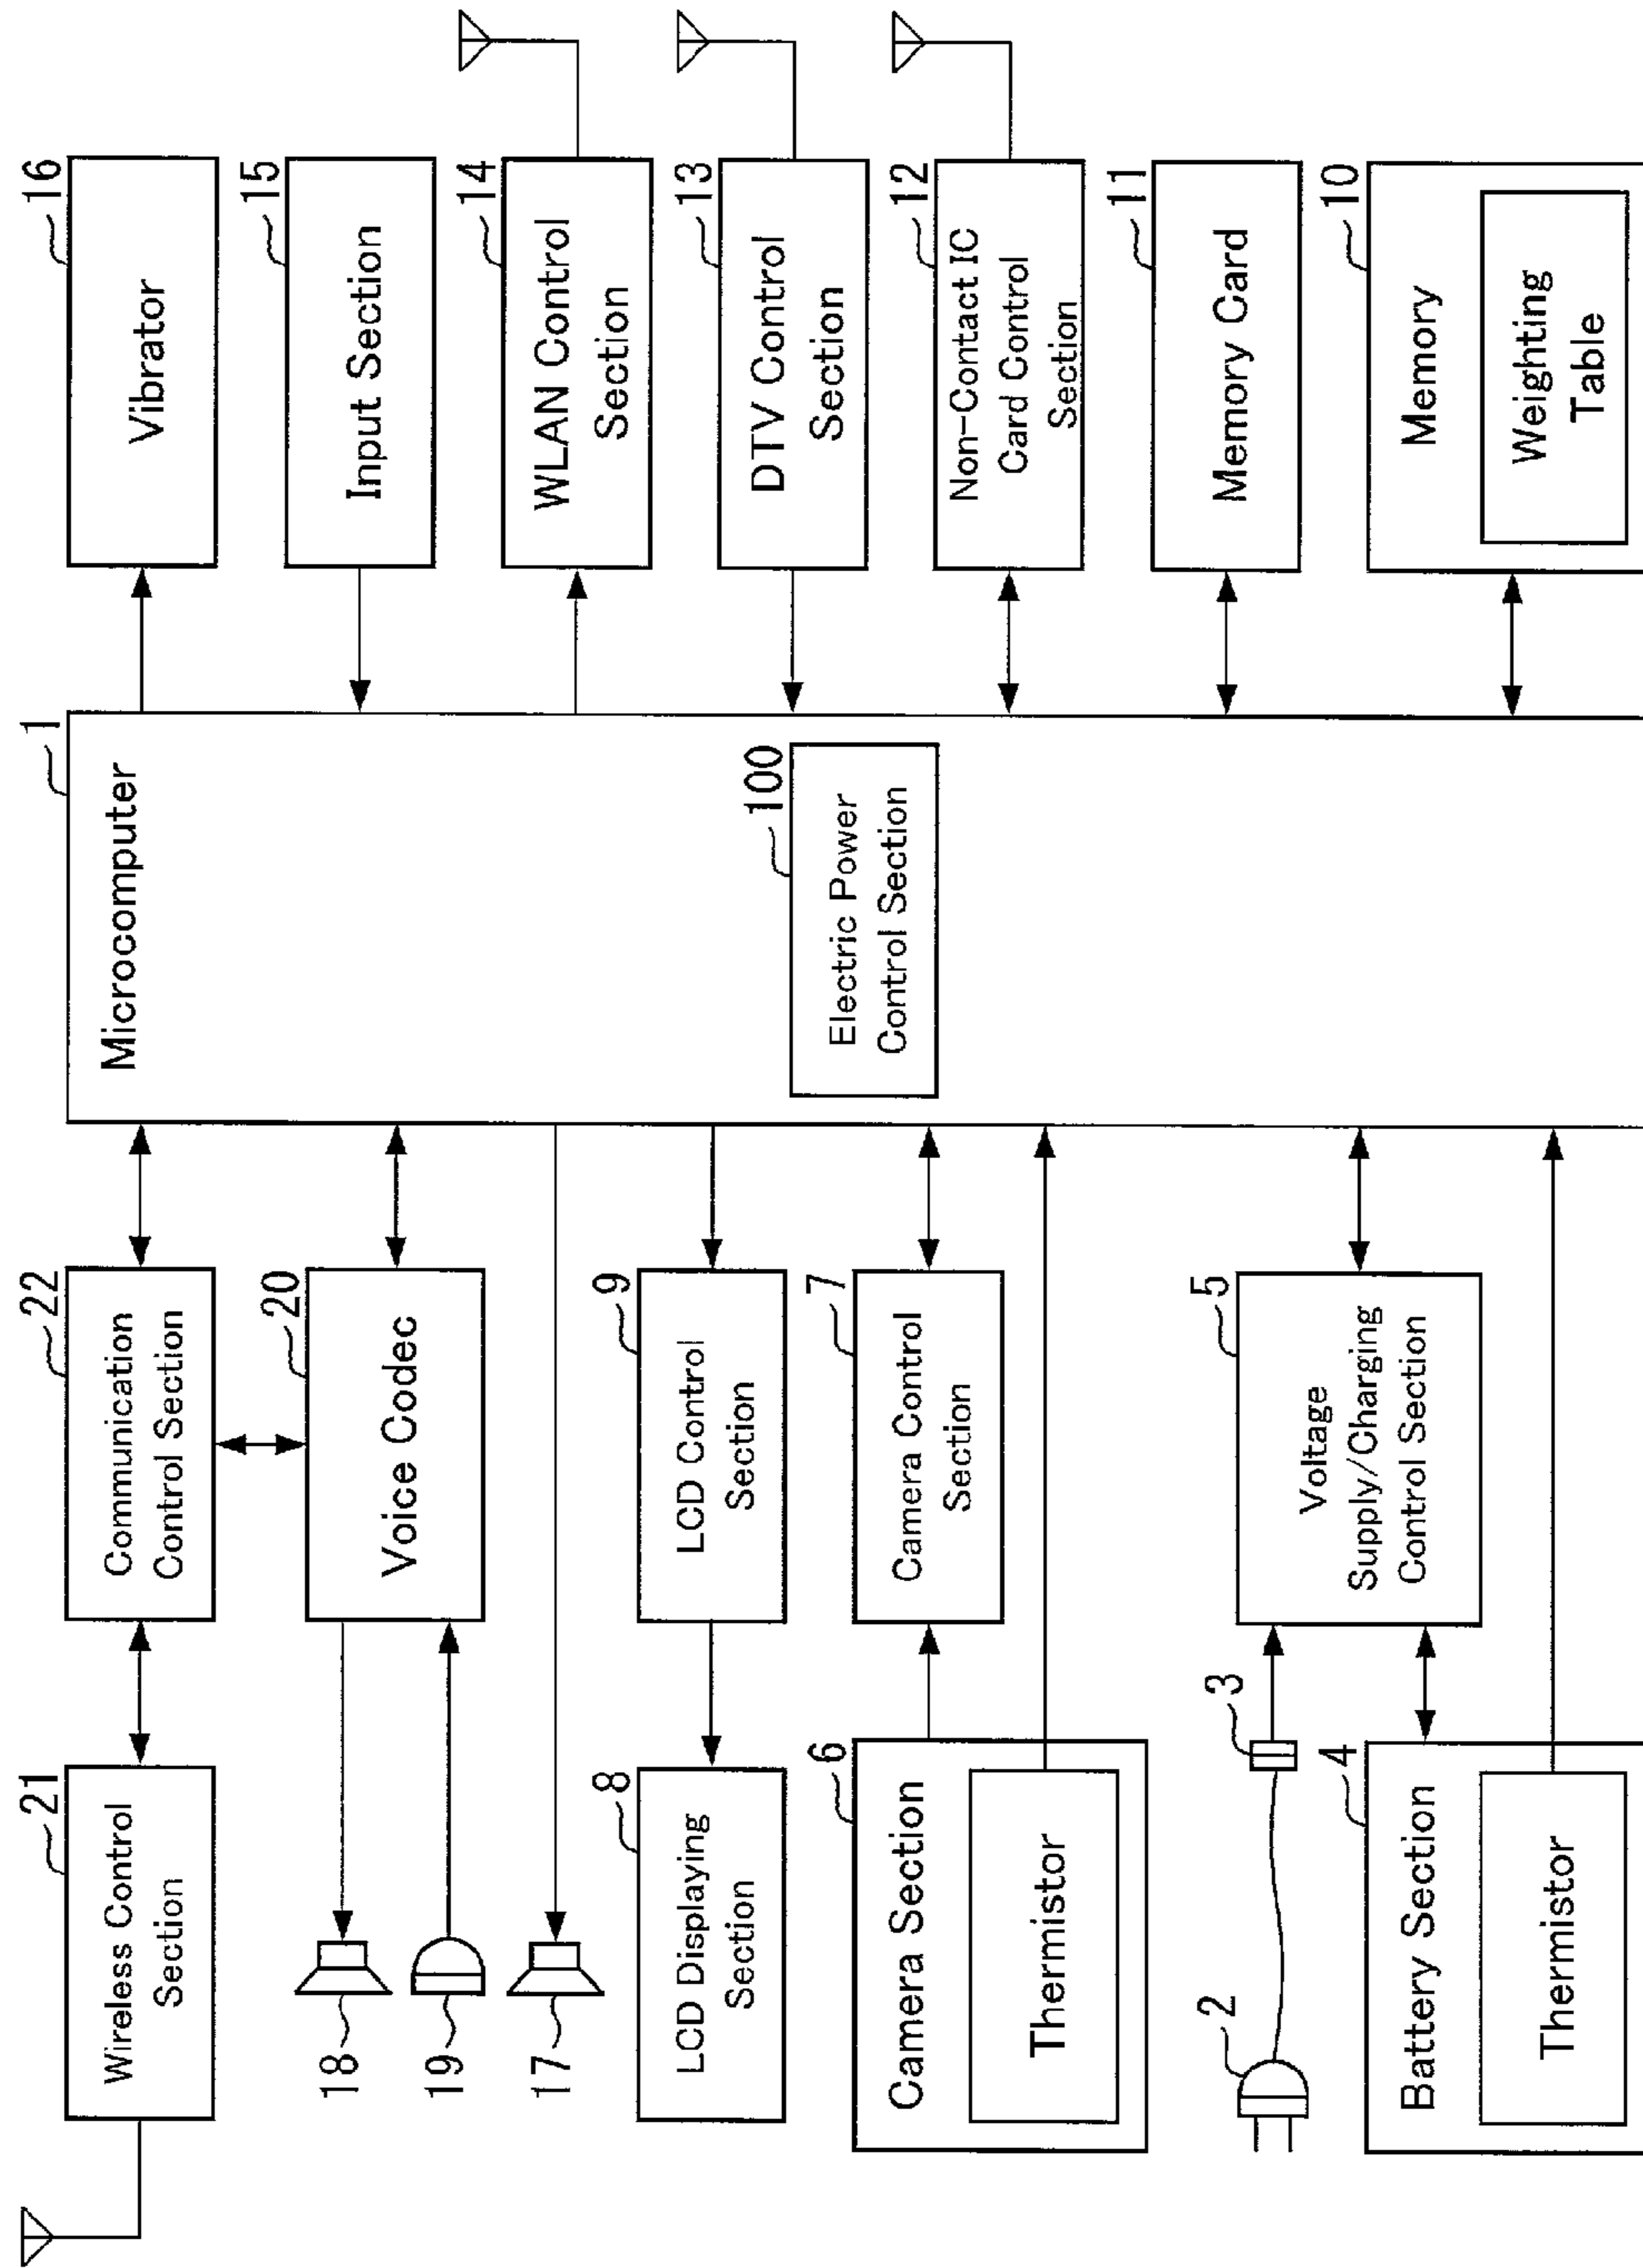 21
Wireless Control
Section
22
Communication
Control Section
1
Microcomputer
16
Vibrator
18
19
17
20
Voice Codec
15
Input Section
14
WLAN Control
Section
8
LCD Displaying
Section
9
LCD Control
Section
100
Electric Power
Control Section
13
DTV Control
Section
6
Camera Section
Thermistor
7
Camera Control
Section
12
Non-Contact IC
Card Control
Section
2
3
5
Voltage
Supply/Charging
Control Section
11
Memory Card
4
Battery Section
Thermistor
10
Memory
Weighting
Table